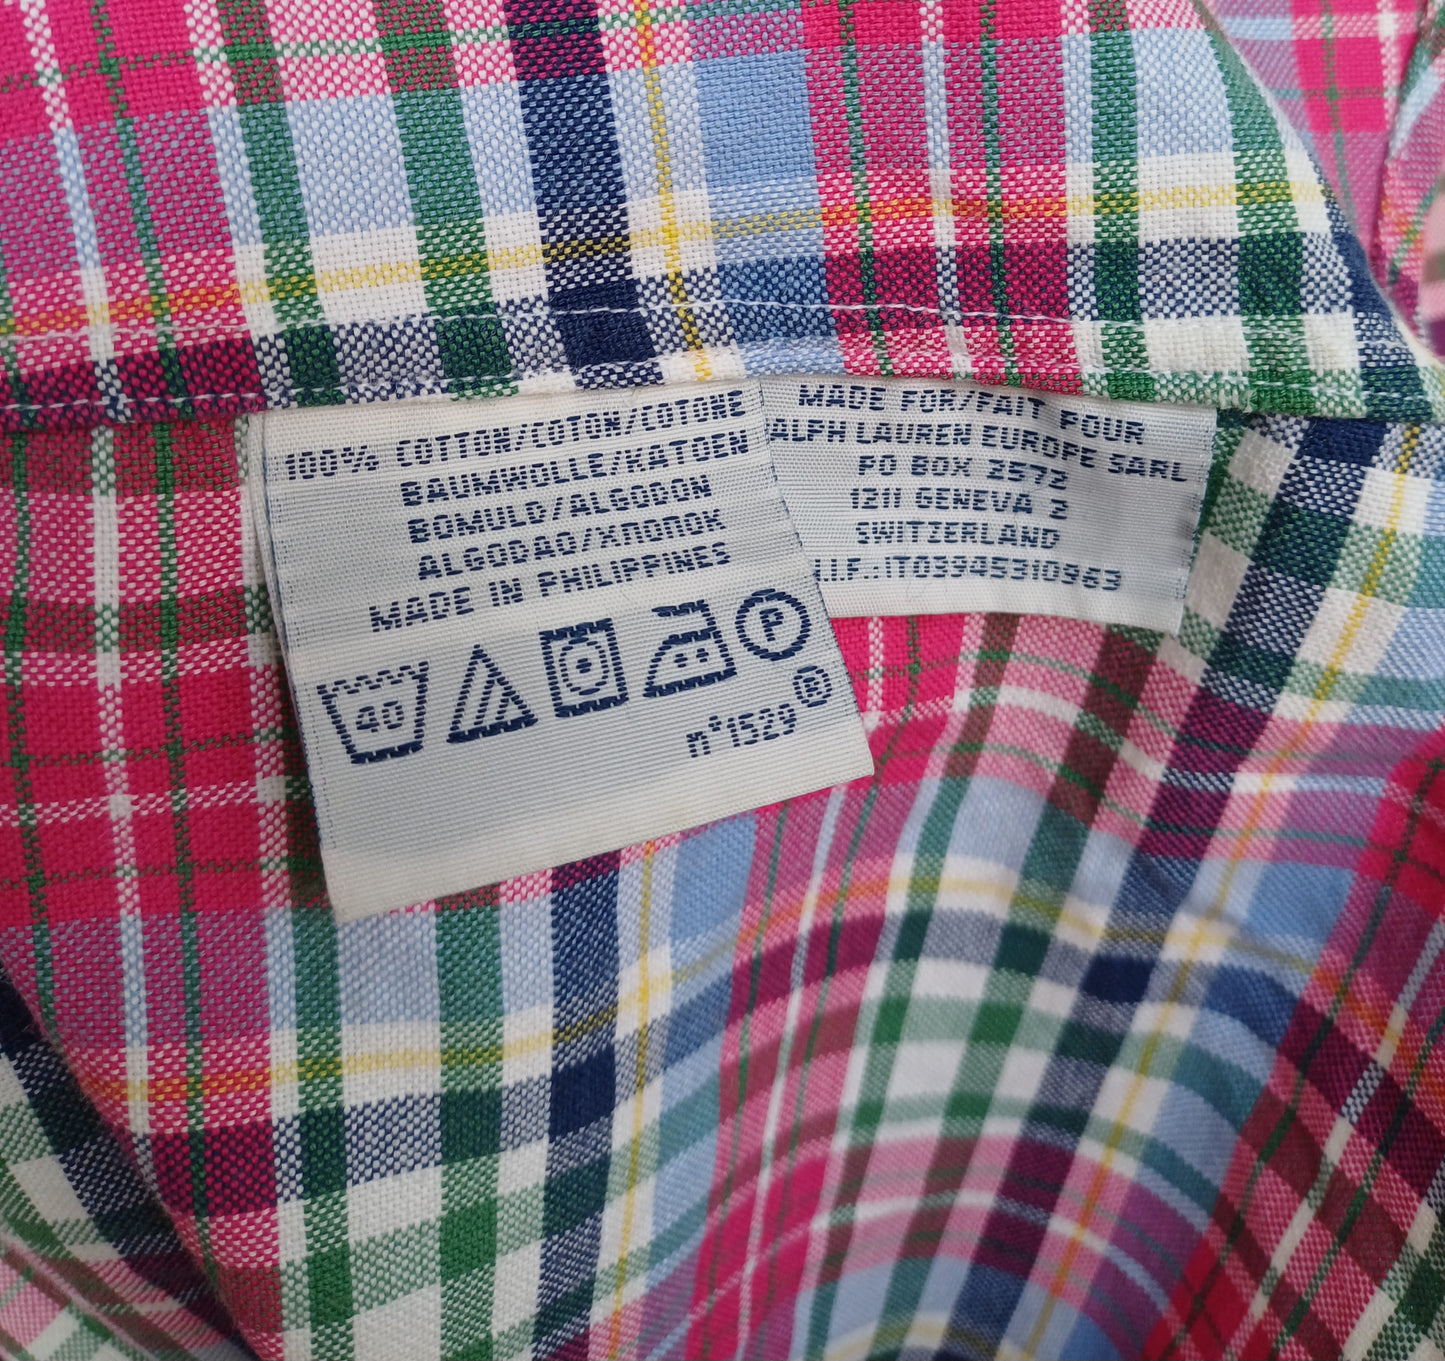 100% COTTON/COTON/COTONE
BAUMWOLLE/KATOEN
BOMULD/ALGODON
ALGODAO/ΧΠΟΠΟΚ
MADE IN PHILIPPINES
40
P
®
n°1529
MADE FOR/FAIT POUR
ALPH LAUREN EUROPE SARL
PO BOX 2572
1211 GENEVA 2
SWITZERLAND
.I.F.:IT03945310963